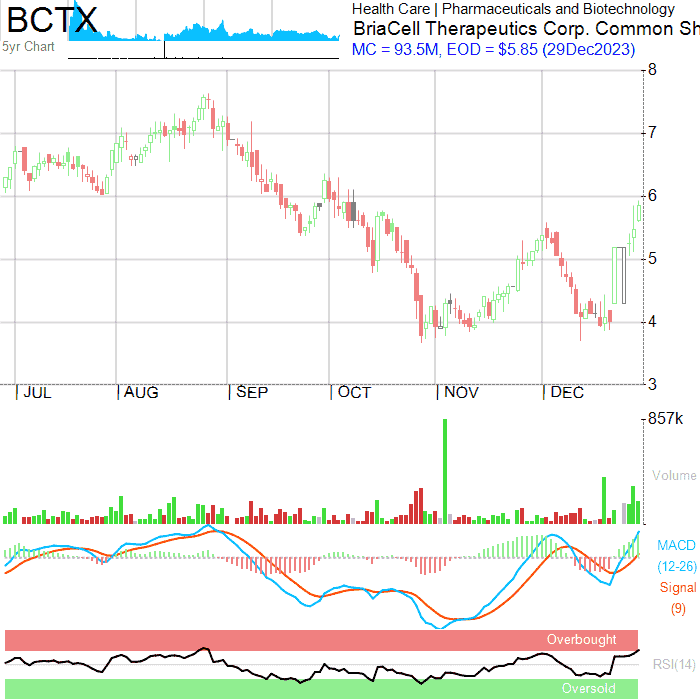 BCTX
5yr Chart
Health Care | Pharmaceuticals and Biotechnology
BriaCell Therapeutics Corp. Common Sh
MC = 93.5M, EOD = $5.85 (29Dec2023)
8
7
6
5
4
3
JUL AUG SEP OCT NOV DEC
857k
Volume
MACD
(12-26)
Signal
(9)
Overbought
RSI(14)
Oversold